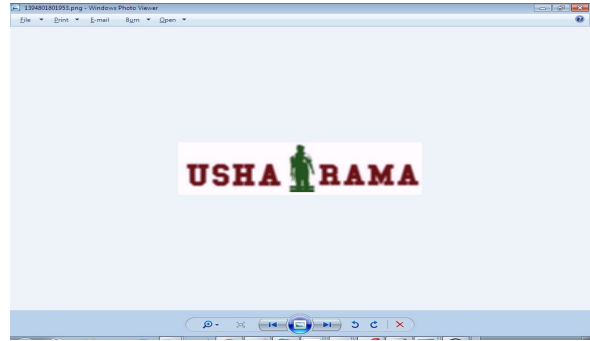 1394801801953.png - Windows Photo Viewer
File Print E-mail Burn Open
USHA RAMA